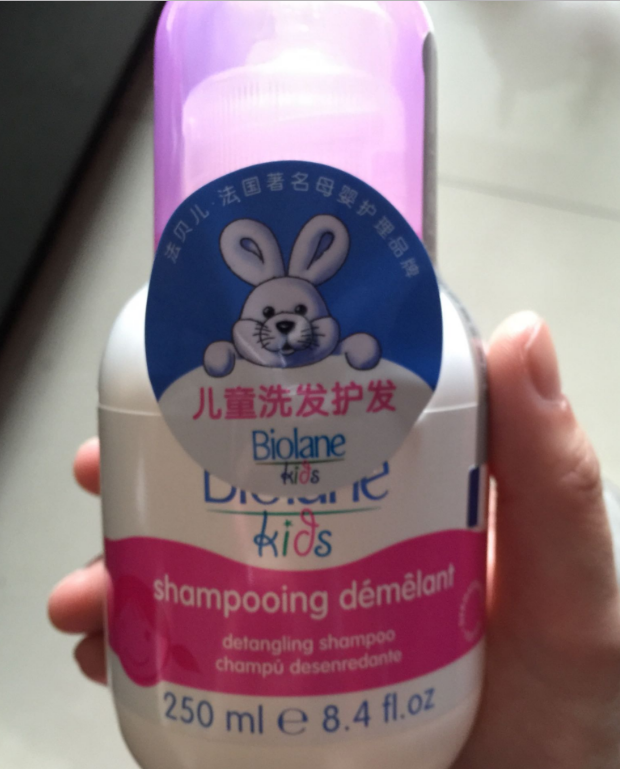 法贝儿·法国著名母婴护理品牌
儿童洗发护发
Biolane
kids
Biolane
kids
shampooing démêlant
detangling shampoo
champú desenredante
250 ml e 8.4 fl.oz